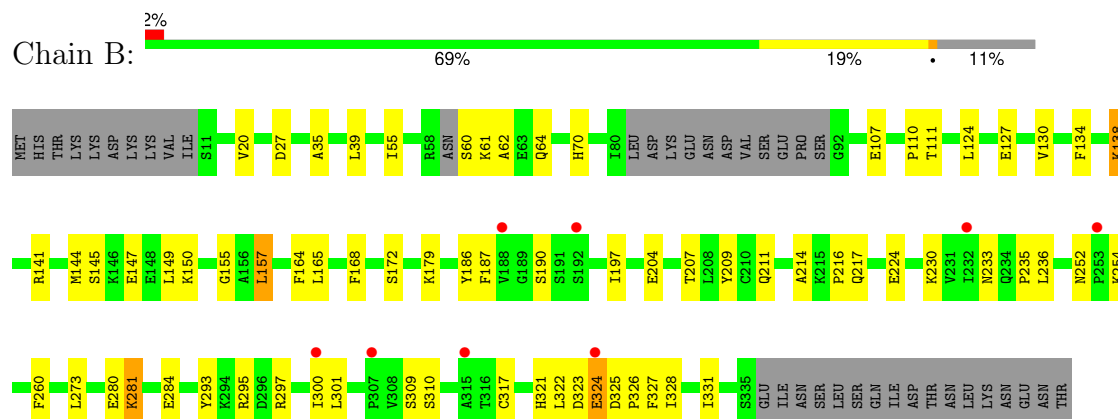 2%
Chain B:
69% 19% • 11%
MET HIS THR LYS LYS ASP LYS LYS VAL ILE S11 V20 D27 A35 L39 I55 R58 ASN S60 K61 A62 E63 Q64 H70 I80 LEU ASP LYS GLU ASN ASP VAL SER GLU PRO SER G92 E107 P110 T111 L124 E127 V130 F134 K138
R141 M144 S145 K146 E147 E148 L149 K150 G155 A156 L157 F164 L165 F168 S172 K179 Y186 F187 V188 G189 S190 S191 S192 I197 E204 T207 L208 Y209 C210 Q211 A214 K215 P216 Q217 E224 K230 V231 I232 N233 Q234 P235 L236 N252 P253 K254
F260 L273 E280 K281 E284 Y293 K294 R295 D296 R297 I300 L301 P307 V308 S309 S310 A315 T316 C317 H321 L322 D323 E324 D325 P326 F327 I328 I331 S335 GLU ILE ASN SER LEU SER GLN ILE ASP THR ASN LEU LYS ASN GLU ASN THR